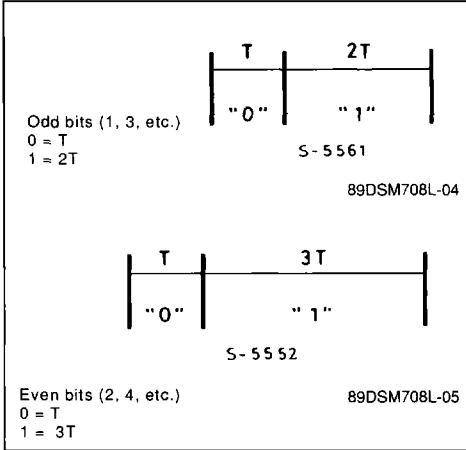 T 2T
"0" "1"
Odd bits (1, 3, etc.)
0 = T
1 = 2T
S-5561
89DSM708L-04
T 3T
"0" "1"
S-5552
Even bits (2, 4, etc.)
89DSM708L-05
0 = T
1 = 3T